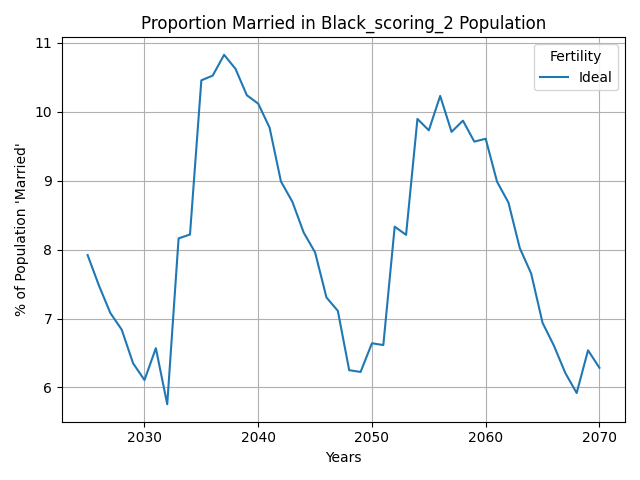 Proportion Married in Black_scoring_2 Population
11
10
9
8
7
6
% of Population 'Married'
Fertility
Ideal
2030 2040 2050 2060 2070
Years